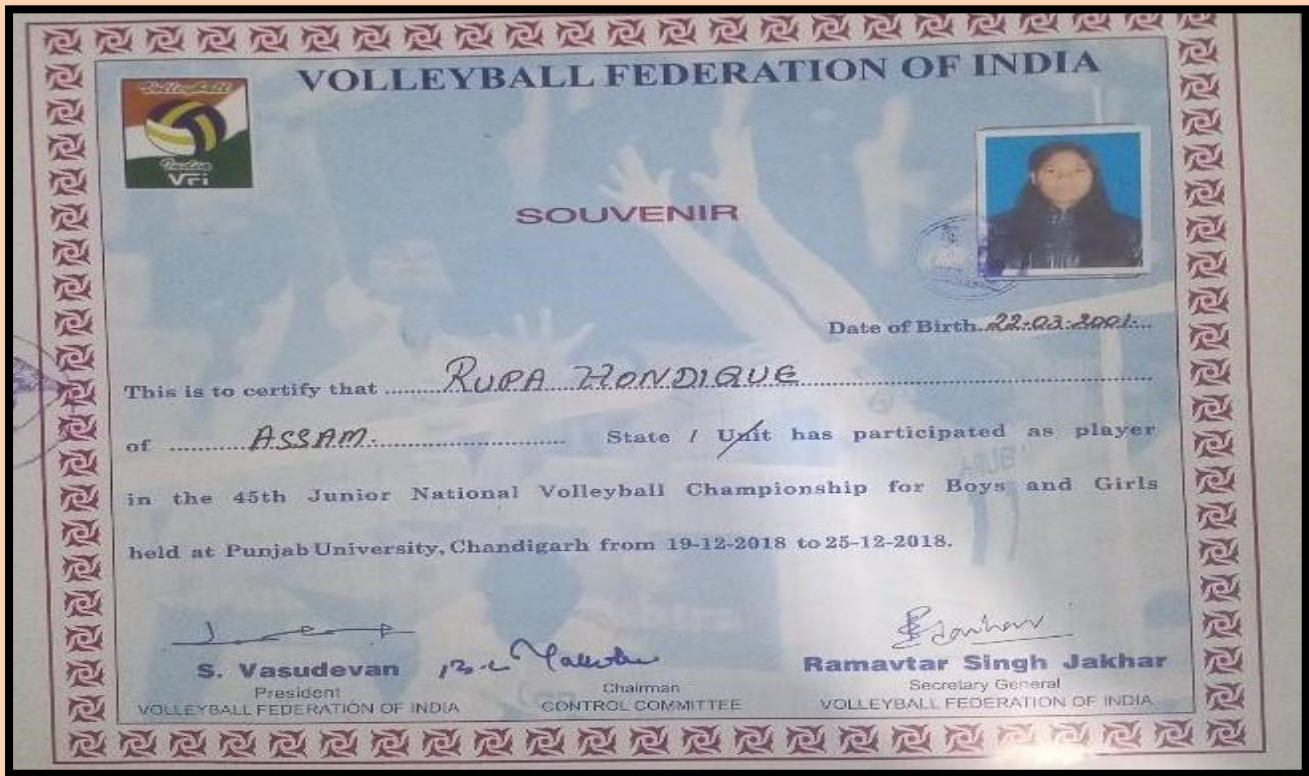 VOLLEYBALL FEDERATION OF INDIA
Volleyball
India
VFi
SOUVENIR
Date of Birth 22-03-2001
This is to certify that RUPA HONDIQUE
of ASSAM. State / Unit has participated as player
in the 45th Junior National Volleyball Championship for Boys and Girls
held at Punjab University, Chandigarh from 19-12-2018 to 25-12-2018.
S. Vasudevan
President
VOLLEYBALL FEDERATION OF INDIA
Chairman
CONTROL COMMITTEE
Ramavtar Singh Jakhar
Secretary General
VOLLEYBALL FEDERATION OF INDIA